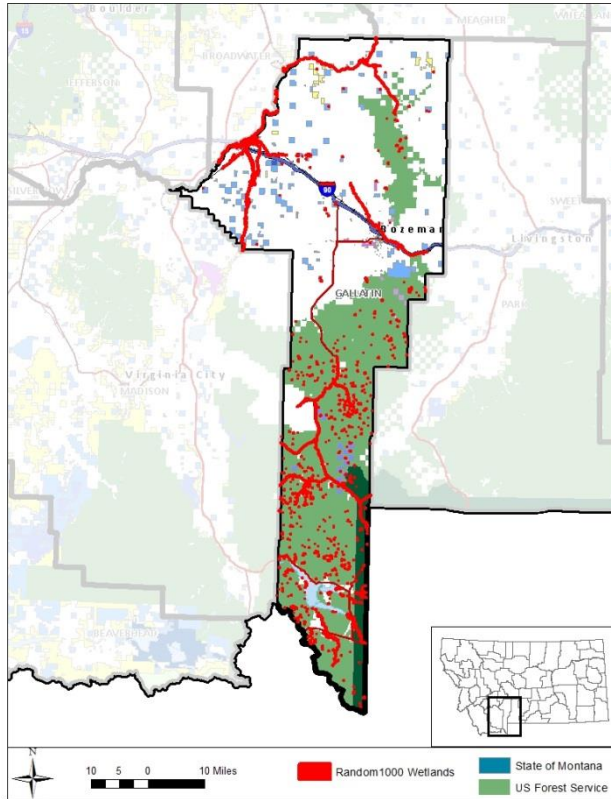 Boulder
MEAGHER
BROADWATER
JEFFERSON
90
Bozeman
Livingston
GALLATIN
PARK
Virginia City
MADISON
BEAVERHEAD
N
10 5 0 10 Miles
Random1000 Wetlands
State of Montana
US Forest Service